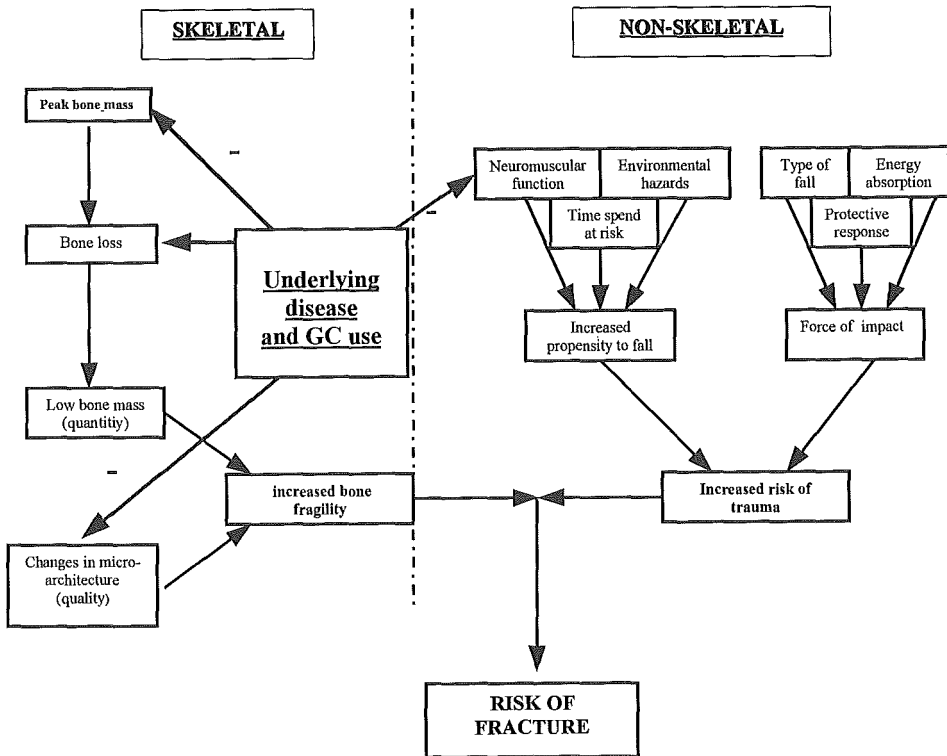 SKELETAL
NON-SKELETAL
Peak bone mass
-
Neuromuscular
function
Environmental
hazards
Type of
fall
Energy
absorption
-
Time spend
at risk
Protective
response
Bone loss
Underlying
disease
and GC use
Increased
propensity to fall
Force of impact
Low bone mass
(quantitiy)
-
increased bone
fragility
Increased risk of
trauma
Changes in micro-
architecture
(quality)
RISK OF
FRACTURE